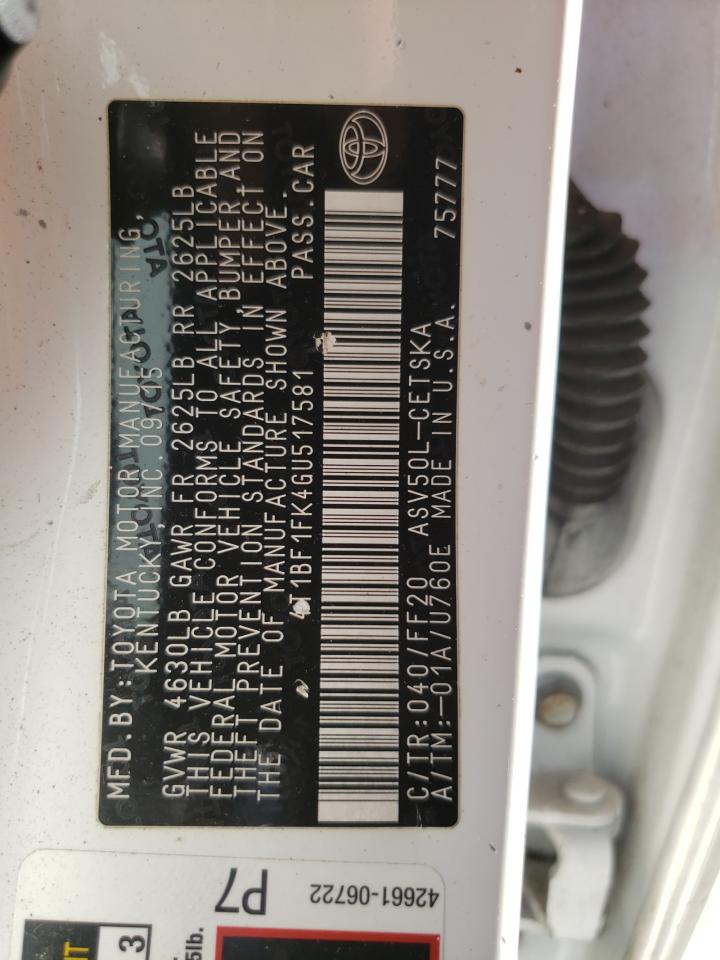 MFD.BY:TOYOTA MOTOR MANUFACTURING,
KENTUCKY, INC. 09/15
GVWR 4630LB GAWR FR 2625LB RR 2625LB
THIS VEHICLE CONFORMS TO ALL APPLICABLE
FEDERAL MOTOR VEHICLE SAFETY, BUMPER, AND
THEFT PREVENTION STANDARDS IN EFFECT ON
THE DATE OF MANUFACTURE SHOWN ABOVE.
4T1BF1FK4GU517581 PASS.CAR
C/TR:040/FF20 ASV50L-CETSKA
A/TM:-01A/U760E MADE IN U.S.A. 75777
P7
42661-06722
3
5lb.